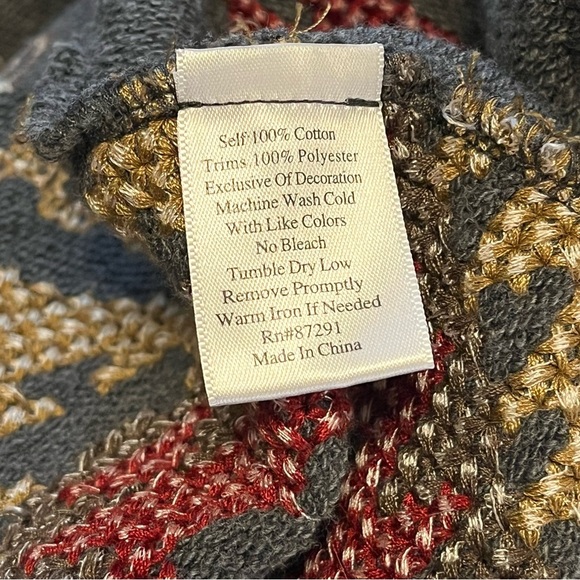 Self 100% Cotton
Trims 100% Polyester
Exclusive Of Decoration
Machine Wash Cold
With Like Colors
No Bleach
Tumble Dry Low
Remove Promptly
Warm Iron If Needed
Rn#87291
Made In China